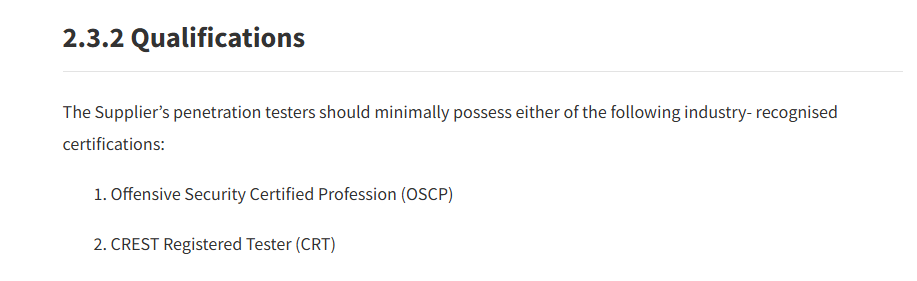 2.3.2 Qualifications
The Supplier’s penetration testers should minimally possess either of the following industry- recognised
certifications:
1. Offensive Security Certified Profession (OSCP)
2. CREST Registered Tester (CRT)